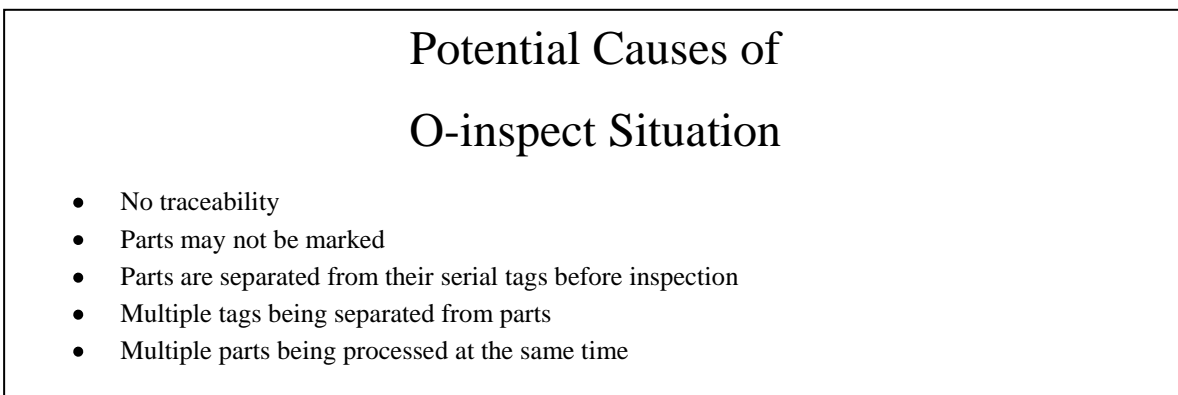 Potential Causes of
O-inspect Situation
• No traceability
• Parts may not be marked
• Parts are separated from their serial tags before inspection
• Multiple tags being separated from parts
• Multiple parts being processed at the same time